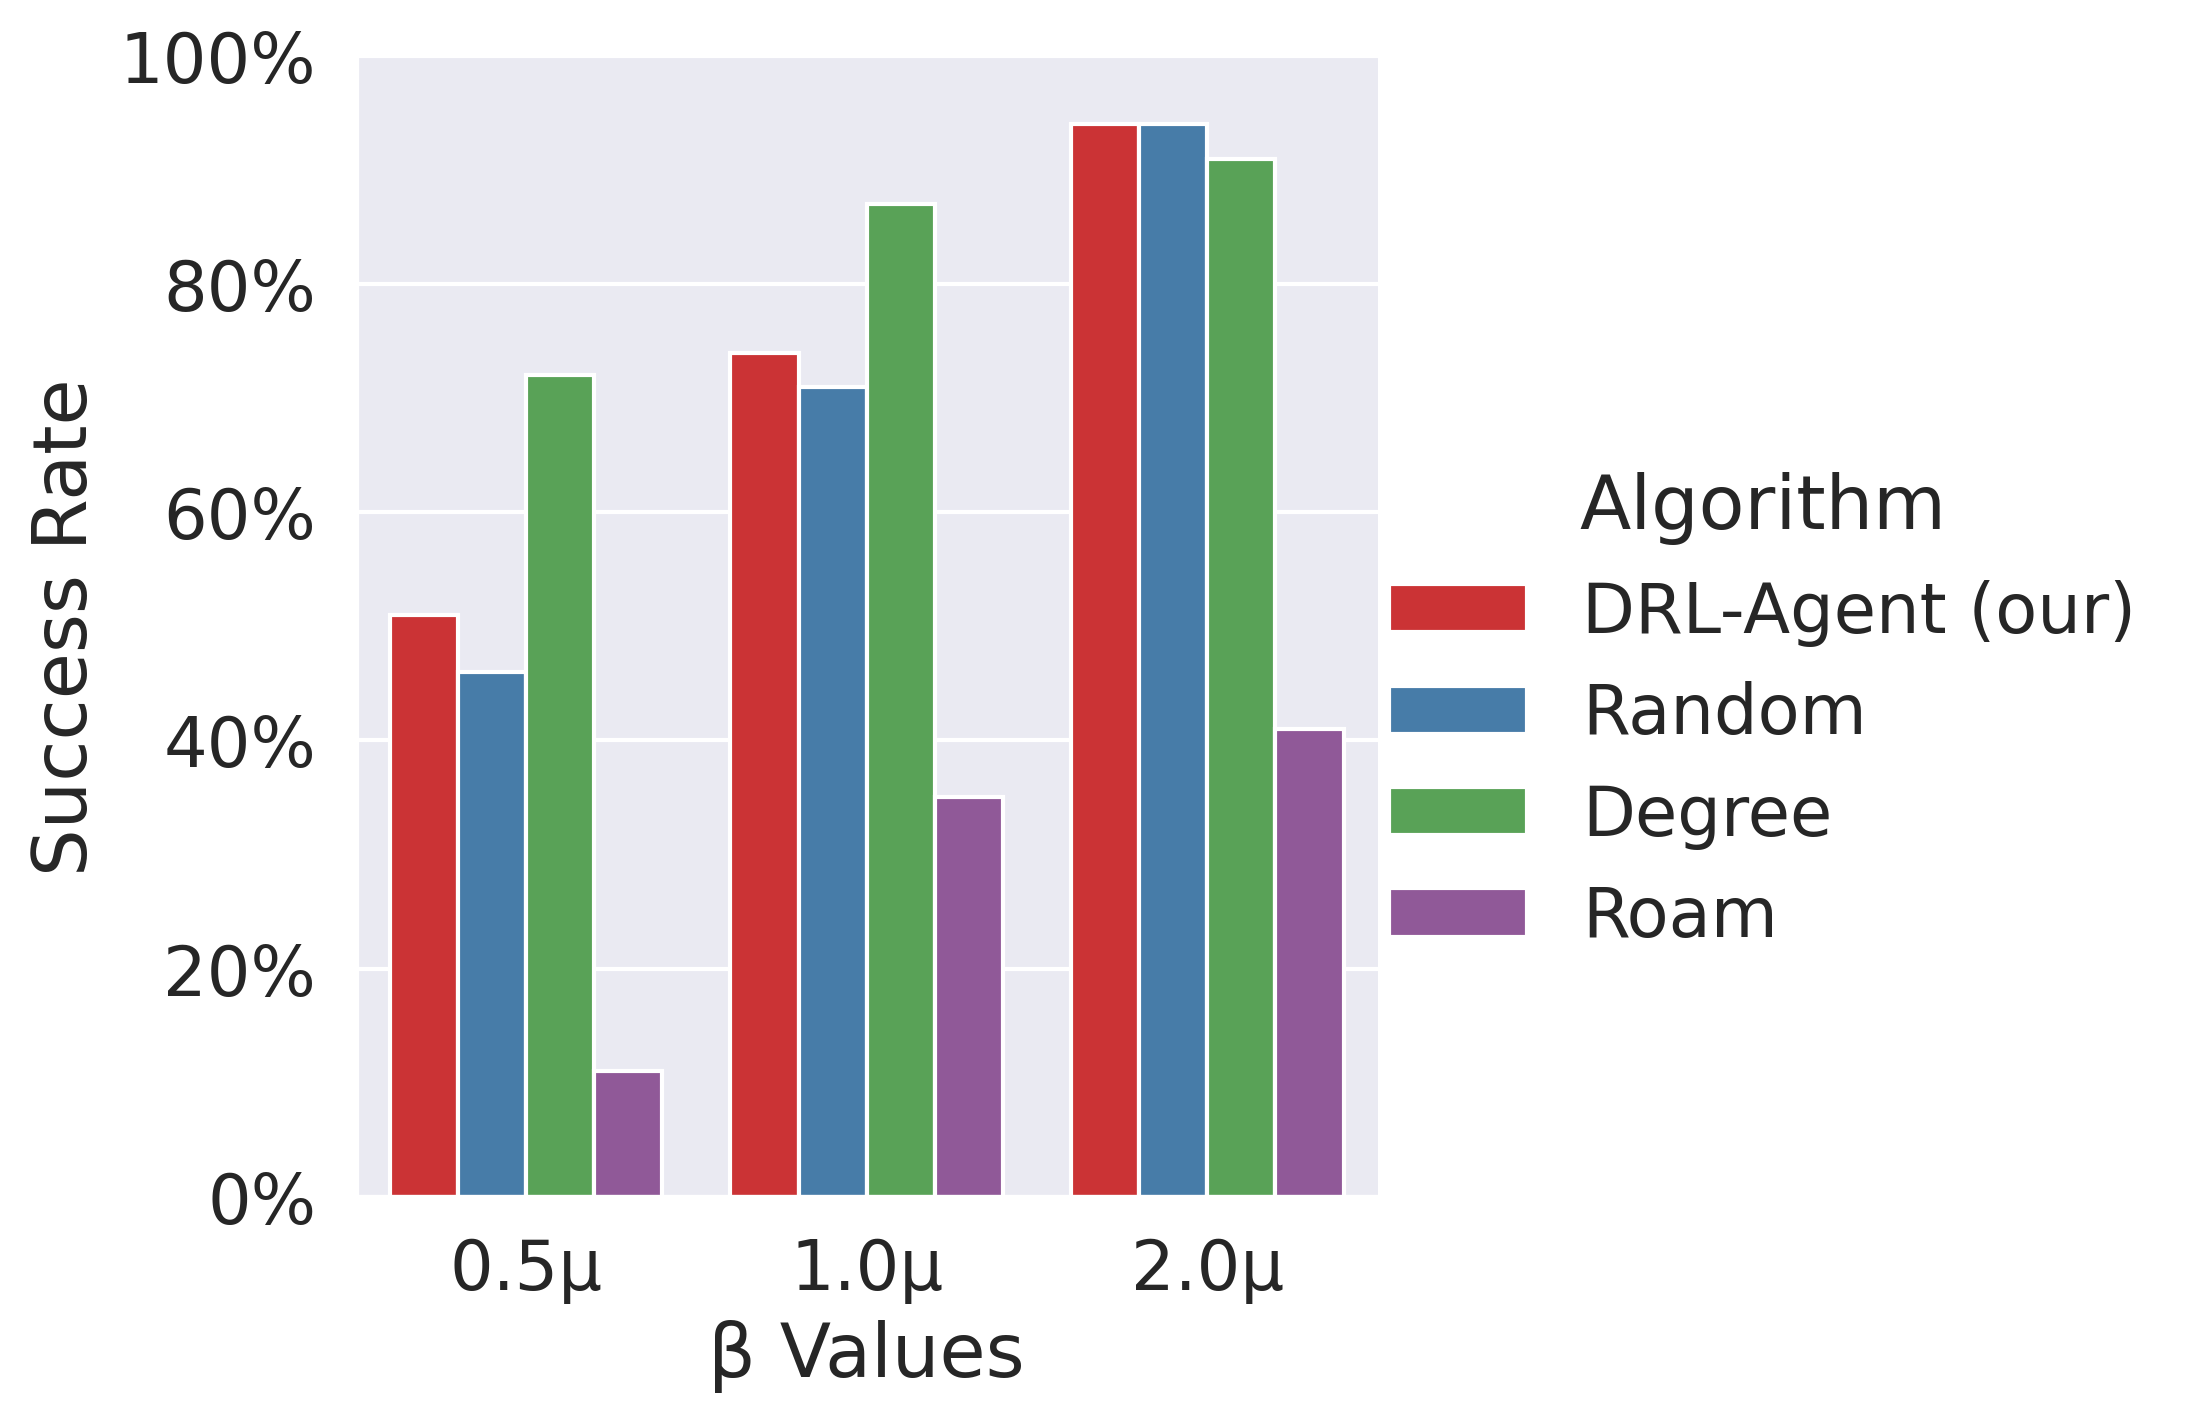 100%
80%
60%
40%
20%
0%
Success Rate
0.5μ 1.0μ 2.0μ
β Values
Algorithm
DRL-Agent (our)
Random
Degree
Roam